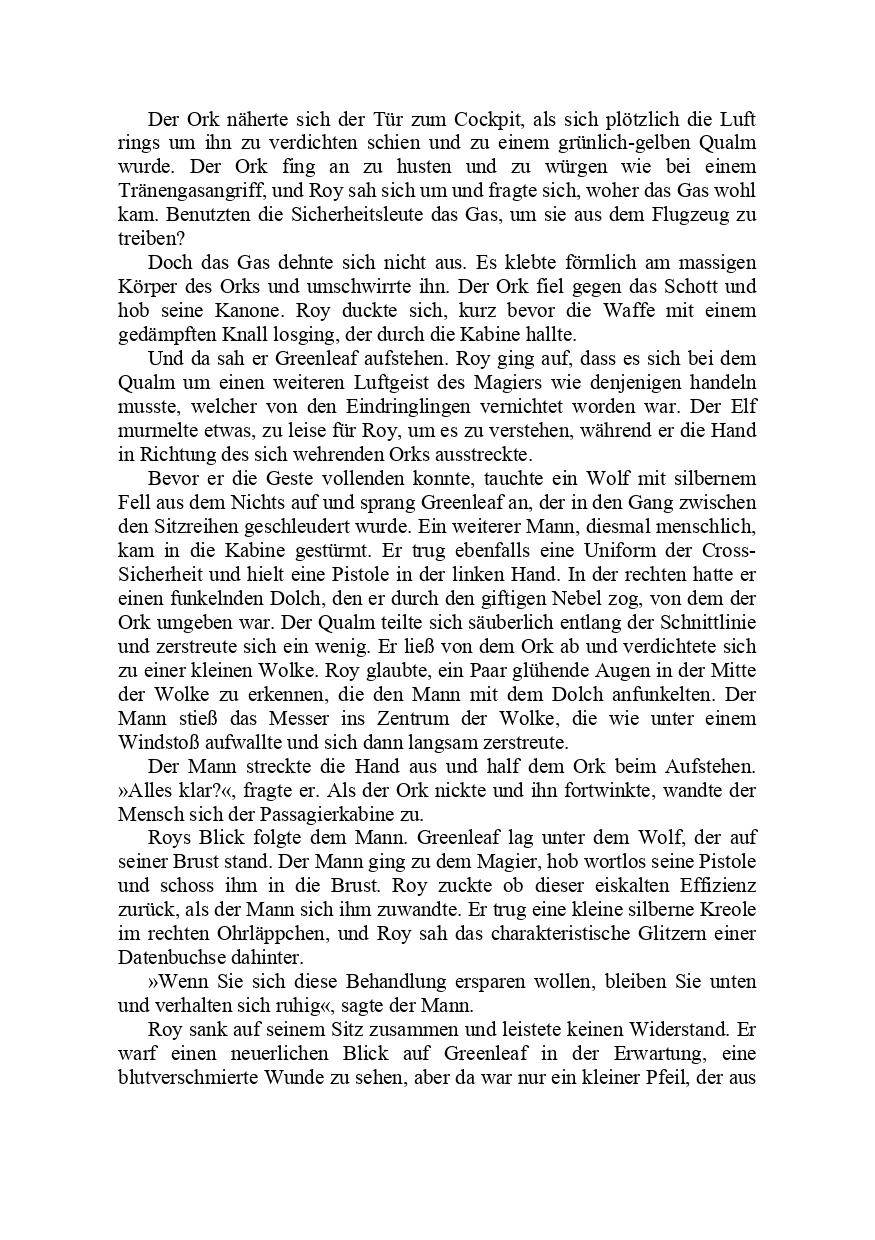 Der Ork näherte sich der Tür zum Cockpit, als sich plötzlich die Luft
rings um ihn zu verdichten schien und zu einem grünlich-gelben Qualm
wurde. Der Ork fing an zu husten und zu würgen wie bei einem
Tränengasangriff, und Roy sah sich um und fragte sich, woher das Gas wohl
kam. Benutzten die Sicherheitsleute das Gas, um sie aus dem Flugzeug zu
treiben?
Doch das Gas dehnte sich nicht aus. Es klebte förmlich am massigen
Körper des Orks und umschwirrte ihn. Der Ork fiel gegen das Schott und
hob seine Kanone. Roy duckte sich, kurz bevor die Waffe mit einem
gedämpften Knall losging, der durch die Kabine hallte.
Und da sah er Greenleaf aufstehen. Roy ging auf, dass es sich bei dem
Qualm um einen weiteren Luftgeist des Magiers wie denjenigen handeln
musste, welcher von den Eindringlingen vernichtet worden war. Der Elf
murmelte etwas, zu leise für Roy, um es zu verstehen, während er die Hand
in Richtung des sich wehrenden Orks ausstreckte.
Bevor er die Geste vollenden konnte, tauchte ein Wolf mit silbernem
Fell aus dem Nichts auf und sprang Greenleaf an, der in den Gang zwischen
den Sitzreihen geschleudert wurde. Ein weiterer Mann, diesmal menschlich,
kam in die Kabine gestürmt. Er trug ebenfalls eine Uniform der Cross-
Sicherheit und hielt eine Pistole in der linken Hand. In der rechten hatte er
einen funkelnden Dolch, den er durch den giftigen Nebel zog, von dem der
Ork umgeben war. Der Qualm teilte sich säuberlich entlang der Schnittlinie
und zerstreute sich ein wenig. Er ließ von dem Ork ab und verdichtete sich
zu einer kleinen Wolke. Roy glaubte, ein Paar glühende Augen in der Mitte
der Wolke zu erkennen, die den Mann mit dem Dolch anfunkelten. Der
Mann stieß das Messer ins Zentrum der Wolke, die wie unter einem
Windstoß aufwallte und sich dann langsam zerstreute.
Der Mann streckte die Hand aus und half dem Ork beim Aufstehen.
»Alles klar?«, fragte er. Als der Ork nickte und ihn fortwinkte, wandte der
Mensch sich der Passagierkabine zu.
Roys Blick folgte dem Mann. Greenleaf lag unter dem Wolf, der auf
seiner Brust stand. Der Mann ging zu dem Magier, hob wortlos seine Pistole
und schoss ihm in die Brust. Roy zuckte ob dieser eiskalten Effizienz
zurück, als der Mann sich ihm zuwandte. Er trug eine kleine silberne Kreole
im rechten Ohrläppchen, und Roy sah das charakteristische Glitzern einer
Datenbuchse dahinter.
»Wenn Sie sich diese Behandlung ersparen wollen, bleiben Sie unten
und verhalten sich ruhig«, sagte der Mann.
Roy sank auf seinem Sitz zusammen und leistete keinen Widerstand. Er
warf einen neuerlichen Blick auf Greenleaf in der Erwartung, eine
blutverschmierte Wunde zu sehen, aber da war nur ein kleiner Pfeil, der aus